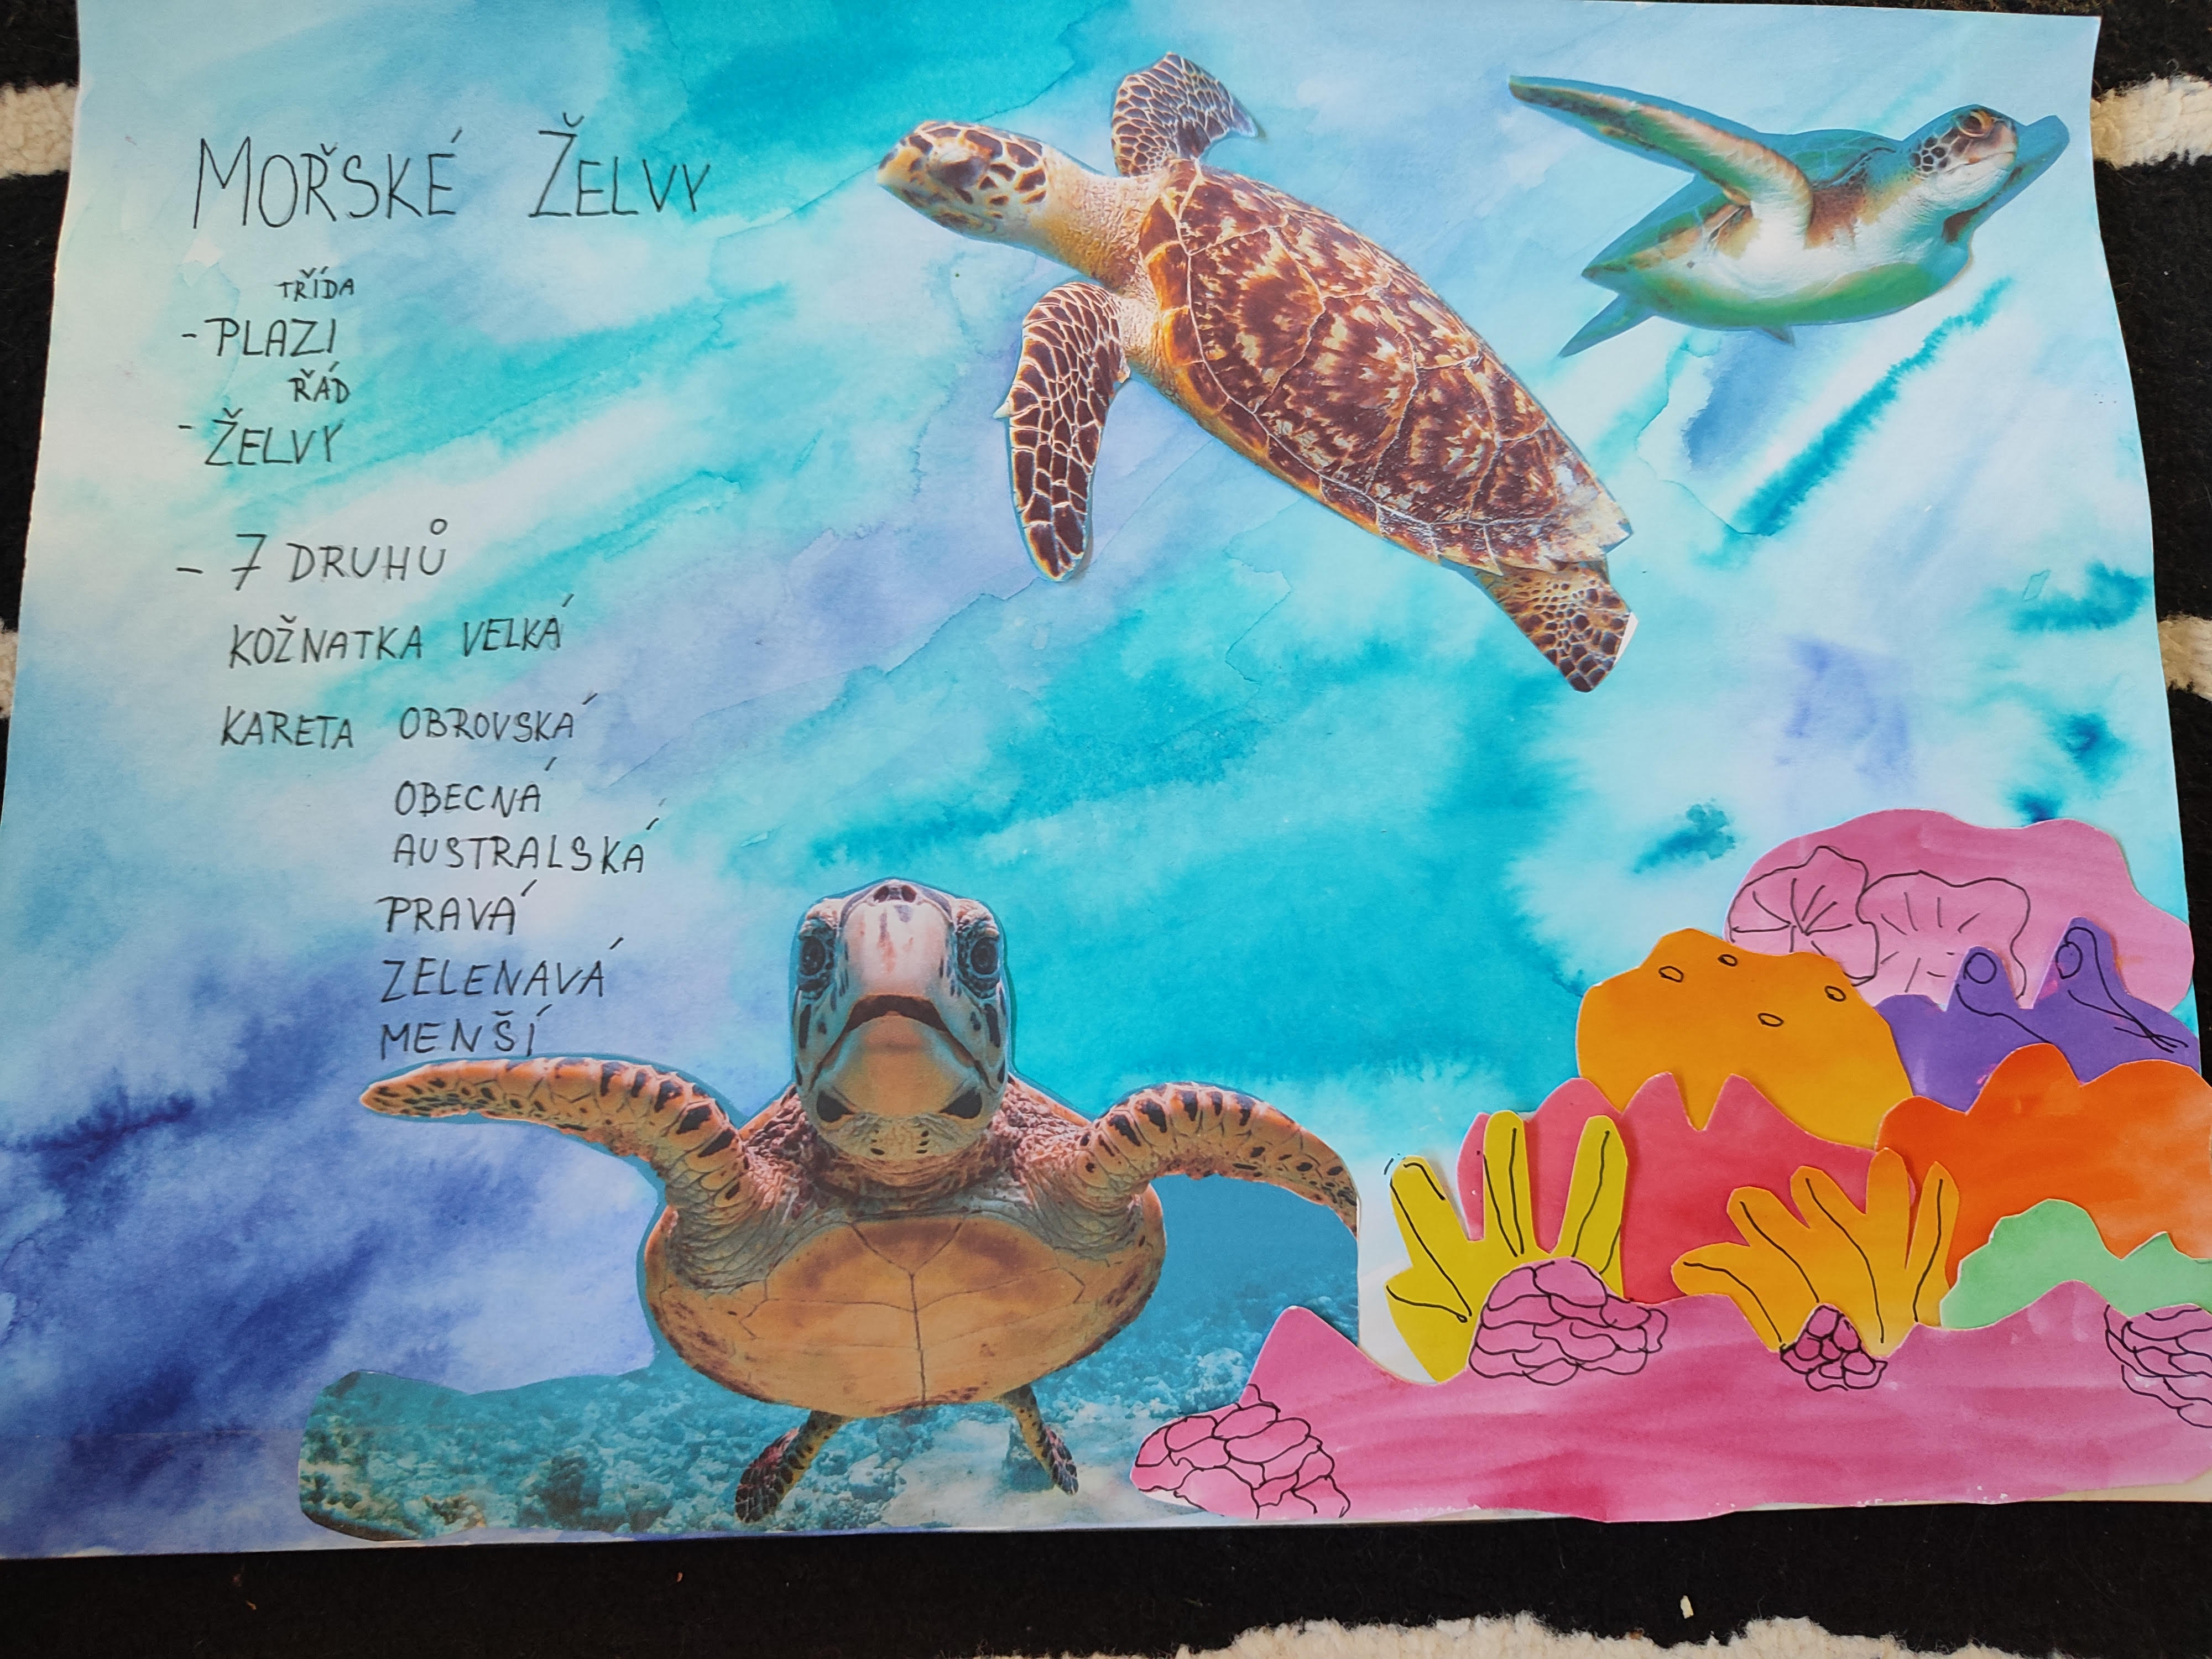 MOŘSKÉ ŽELVY
TŘÍDA
- PLAZI
ŘÁD
- ŽELVY
- 7 DRUHŮ
KOŽNATKA VELKÁ
KARETA OBROVSKÁ
OBECNÁ
AUSTRALSKÁ
PRAVÁ
ZELENAVÁ
MENŠÍ